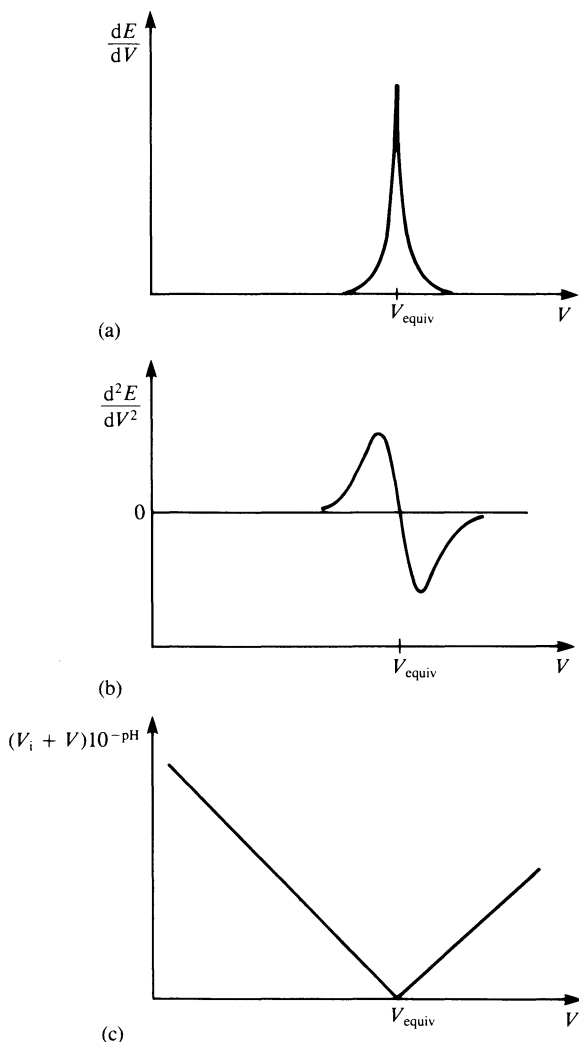 dE
dV
V_equiv
V
(a)
d²E
dV²
0
V_equiv
V
(b)
(V_i + V)10^−pH
V_equiv
V
(c)